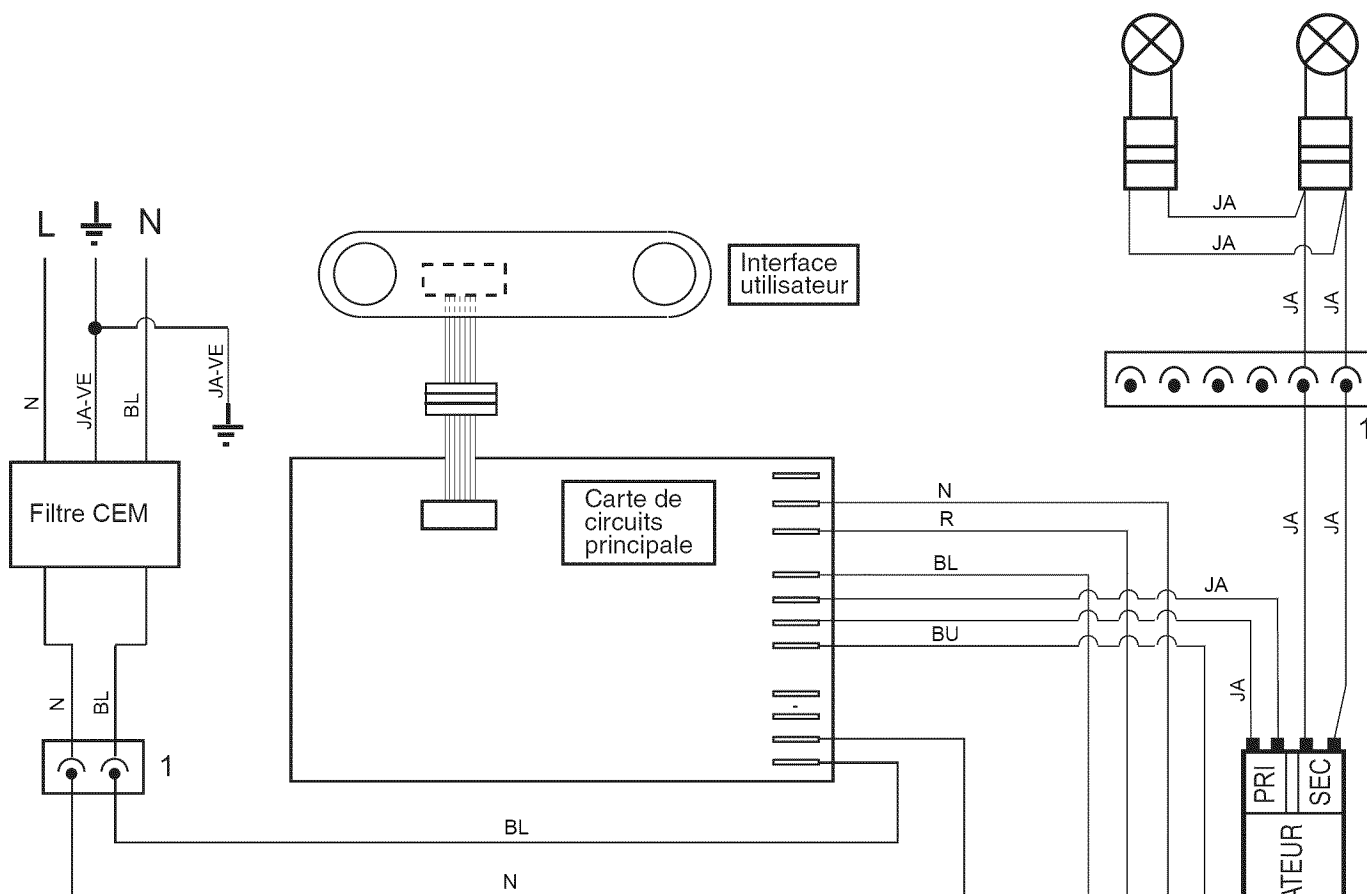 L
N
Interface
utilisateur
JA
JA
JA
JA
N
JA-VE
BL
JA-VE
1
Filtre CEM
Carte de
circuits
principale
N
R
BL
JA
BU
JA
JA
JA
N
BL
1
PRI
SEC
BL
N